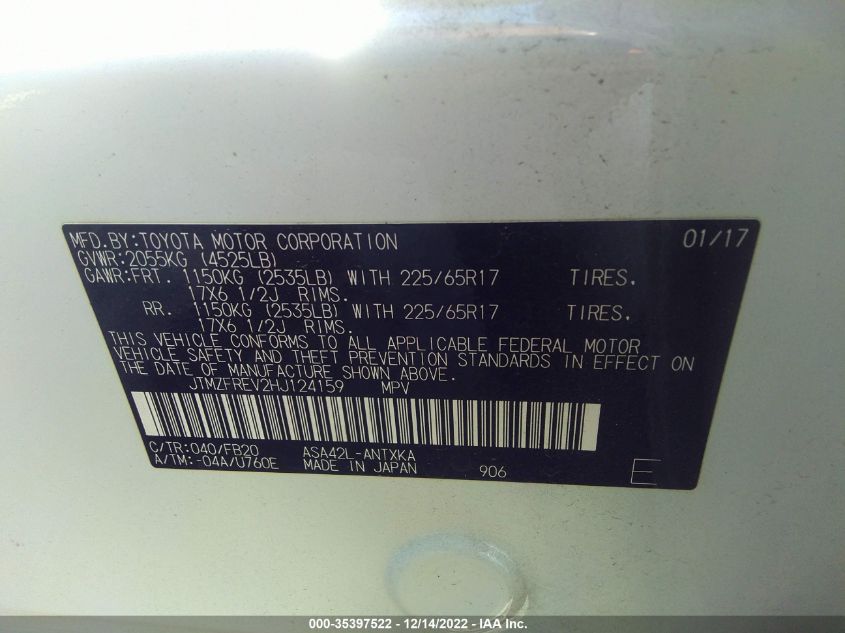 MFD.BY:TOYOTA MOTOR CORPORATION 01/17
GVWR:2055KG (4525LB)
GAWR:FRT. 1150KG (2535LB) WITH 225/65R17 TIRES.
17X6 1/2J RIMS.
RR. 1150KG (2535LB) WITH 225/65R17 TIRES.
17X6 1/2J RIMS.
THIS VEHICLE CONFORMS TO ALL APPLICABLE FEDERAL MOTOR
VEHICLE SAFETY AND THEFT PREVENTION STANDARDS IN EFFECT ON
THE DATE OF MANUFACTURE SHOWN ABOVE.
JTMZFREV2HJ124159 MPV
C/TR:040/FB20 ASA42L-ANTXKA
A/TM:-04A/U760E MADE IN JAPAN 906 E
000-35397522 - 12/14/2022 - IAA Inc.